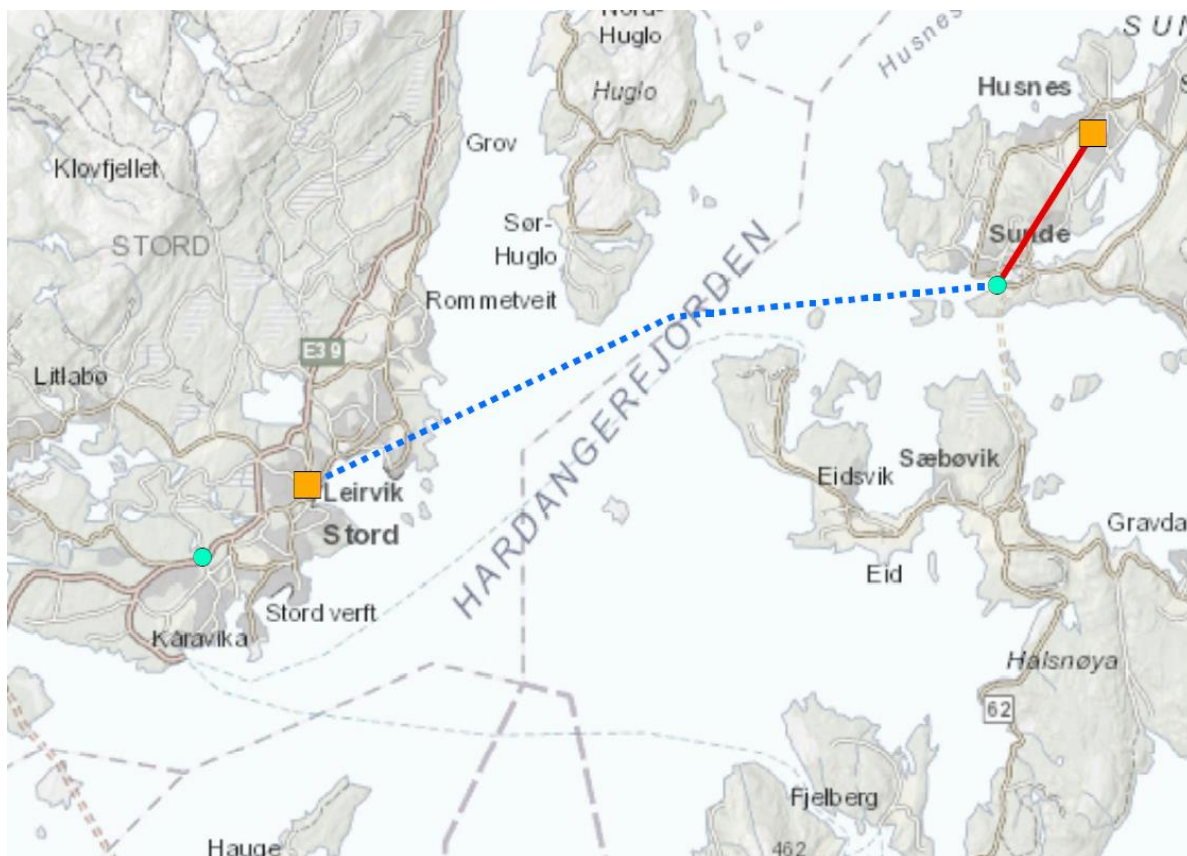 Nord-
Huglo
Huglo
Husnes
SUN
Husnes
S
Grov
Klovfjellet
STORD
Sør-
Huglo
Sunde
Rommetveit
E39
Litlabø
HARDANGERFJORDEN
Leirvik
Stord
Eidsvik
Sæbøvik
Gravda
Eid
Stord verft
Kåravika
Halsnøya
62
Fjelberg
Hauge
462